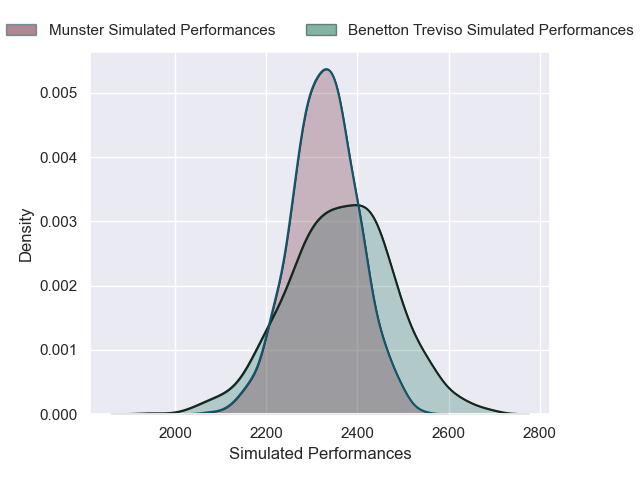 Munster Simulated Performances
Benetton Treviso Simulated Performances
0.005
0.004
0.003
0.002
0.001
0.000
Density
2000
2200
2400
2600
2800
Simulated Performances